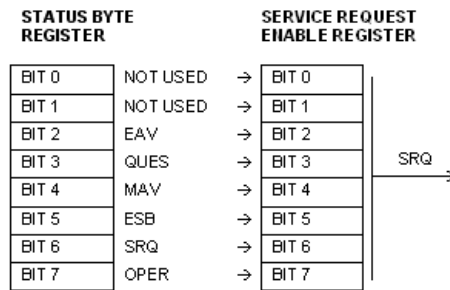 STATUS BYTE REGISTER
SERVICE REQUEST ENABLE REGISTER
BIT 0 NOT USED → BIT 0
BIT 1 NOT USED → BIT 1
BIT 2 EAV → BIT 2
BIT 3 QUES → BIT 3
SRQ
BIT 4 MAV → BIT 4
BIT 5 ESB → BIT 5
BIT 6 SRQ → BIT 6
BIT 7 OPER → BIT 7